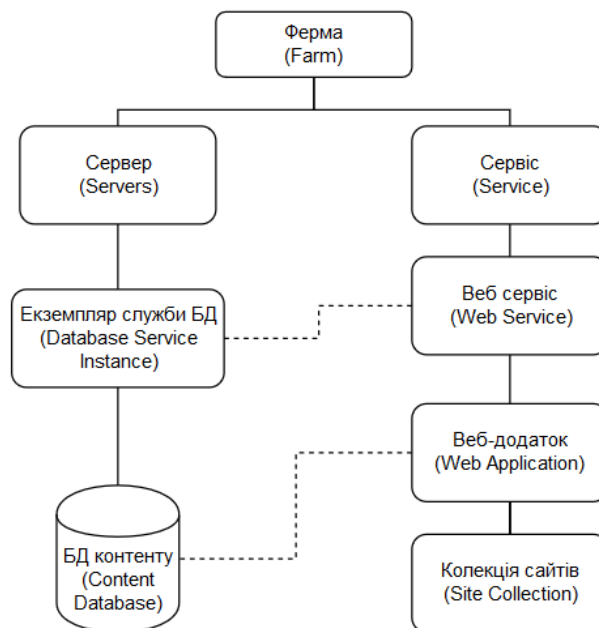 Ферма
(Farm)
Сервер
(Servers)
Сервіс
(Service)
Екземпляр служби БД
(Database Service
Instance)
Веб сервіс
(Web Service)
Веб-додаток
(Web Application)
БД контенту
(Content
Database)
Колекція сайтів
(Site Collection)